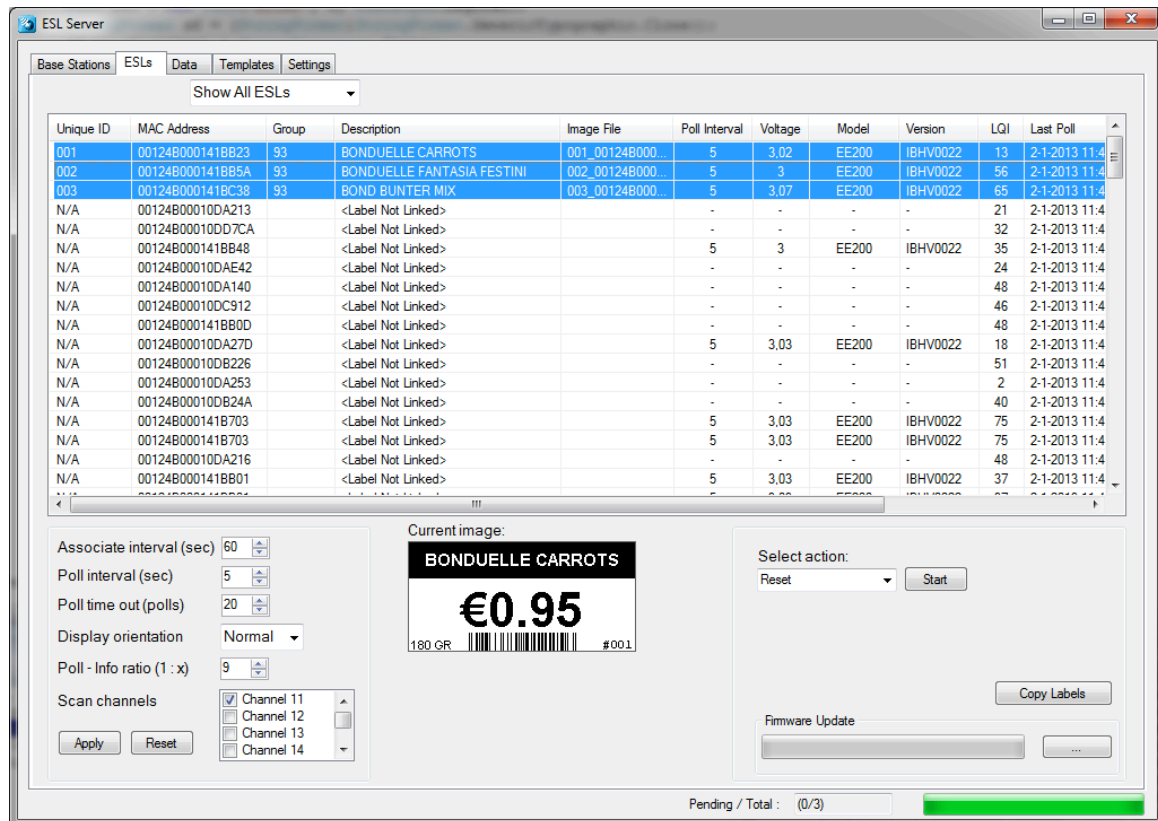 ESL Server
Base Stations ESLs Data Templates Settings
Show All ESLs
Unique ID MAC Address Group Description Image File Poll Interval Voltage Model Version LQI Last Poll
001 00124B000141BB23 93 BONDUELLE CARROTS 001_00124B000... 5 3,02 EE200 IBHV0022 13 2-1-2013 11:4
002 00124B000141BB5A 93 BONDUELLE FANTASIA FESTINI 002_00124B000... 5 3 EE200 IBHV0022 56 2-1-2013 11:4
003 00124B000141BC38 93 BOND BUNTER MIX 003_00124B000... 5 3,07 EE200 IBHV0022 65 2-1-2013 11:4
N/A 00124B00010DA213 <Label Not Linked> - - - - 21 2-1-2013 11:4
N/A 00124B00010DD7CA <Label Not Linked> - - - - 32 2-1-2013 11:4
N/A 00124B000141BB48 <Label Not Linked> 5 3 EE200 IBHV0022 35 2-1-2013 11:4
N/A 00124B00010DAE42 <Label Not Linked> - - - - 24 2-1-2013 11:4
N/A 00124B00010DA140 <Label Not Linked> - - - - 48 2-1-2013 11:4
N/A 00124B00010DC912 <Label Not Linked> - - - - 46 2-1-2013 11:4
N/A 00124B000141BB0D <Label Not Linked> - - - - 48 2-1-2013 11:4
N/A 00124B00010DA27D <Label Not Linked> 5 3,03 EE200 IBHV0022 18 2-1-2013 11:4
N/A 00124B00010DB226 <Label Not Linked> - - - - 51 2-1-2013 11:4
N/A 00124B00010DA253 <Label Not Linked> - - - - 2 2-1-2013 11:4
N/A 00124B00010DB24A <Label Not Linked> - - - - 40 2-1-2013 11:4
N/A 00124B000141B703 <Label Not Linked> 5 3,03 EE200 IBHV0022 75 2-1-2013 11:4
N/A 00124B000141B703 <Label Not Linked> 5 3,03 EE200 IBHV0022 75 2-1-2013 11:4
N/A 00124B00010DA216 <Label Not Linked> - - - - 48 2-1-2013 11:4
N/A 00124B000141BB01 <Label Not Linked> 5 3,03 EE200 IBHV0022 37 2-1-2013 11:4
Associate interval (sec) 60
Poll interval (sec) 5
Poll time out (polls) 20
Display orientation Normal
Poll - Info ratio (1 : x) 9
Scan channels
Channel 11
Channel 12
Channel 13
Channel 14
Apply Reset
Current image:
BONDUELLE CARROTS
€0.95
180 GR #001
Select action:
Reset Start
Copy Labels
Firmware Update
...
Pending / Total : (0/3)